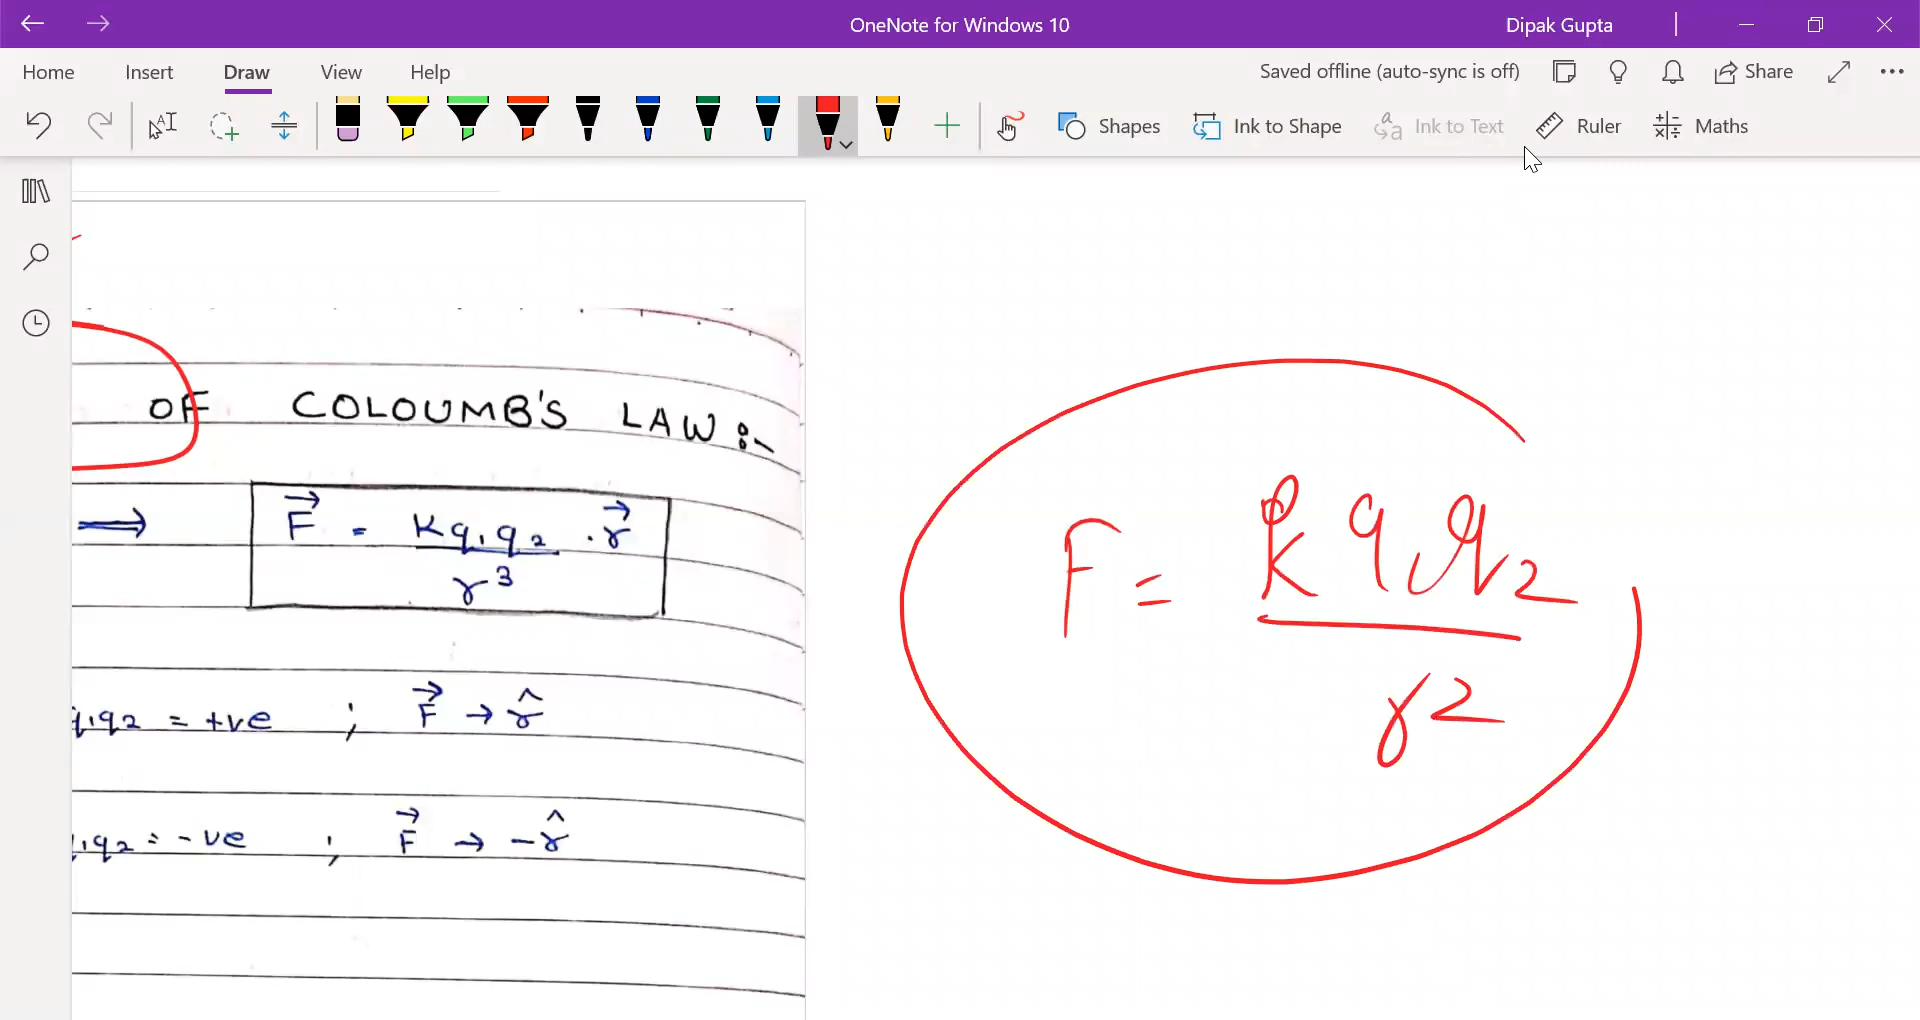 OneNote for Windows 10
Dipak Gupta
Home Insert Draw View Help
Saved offline (auto-sync is off)
Share
Shapes
Ink to Shape
Ink to Text
Ruler
Maths
OF COLOUMB'S LAW:-
⟹ F⃗ = Kq₁q₂ . r⃗
r³
q₁q₂ = +ve ; F⃗ → r̂
q₁q₂ = -ve ; F⃗ → -r̂
F = k q₁q₂
r²